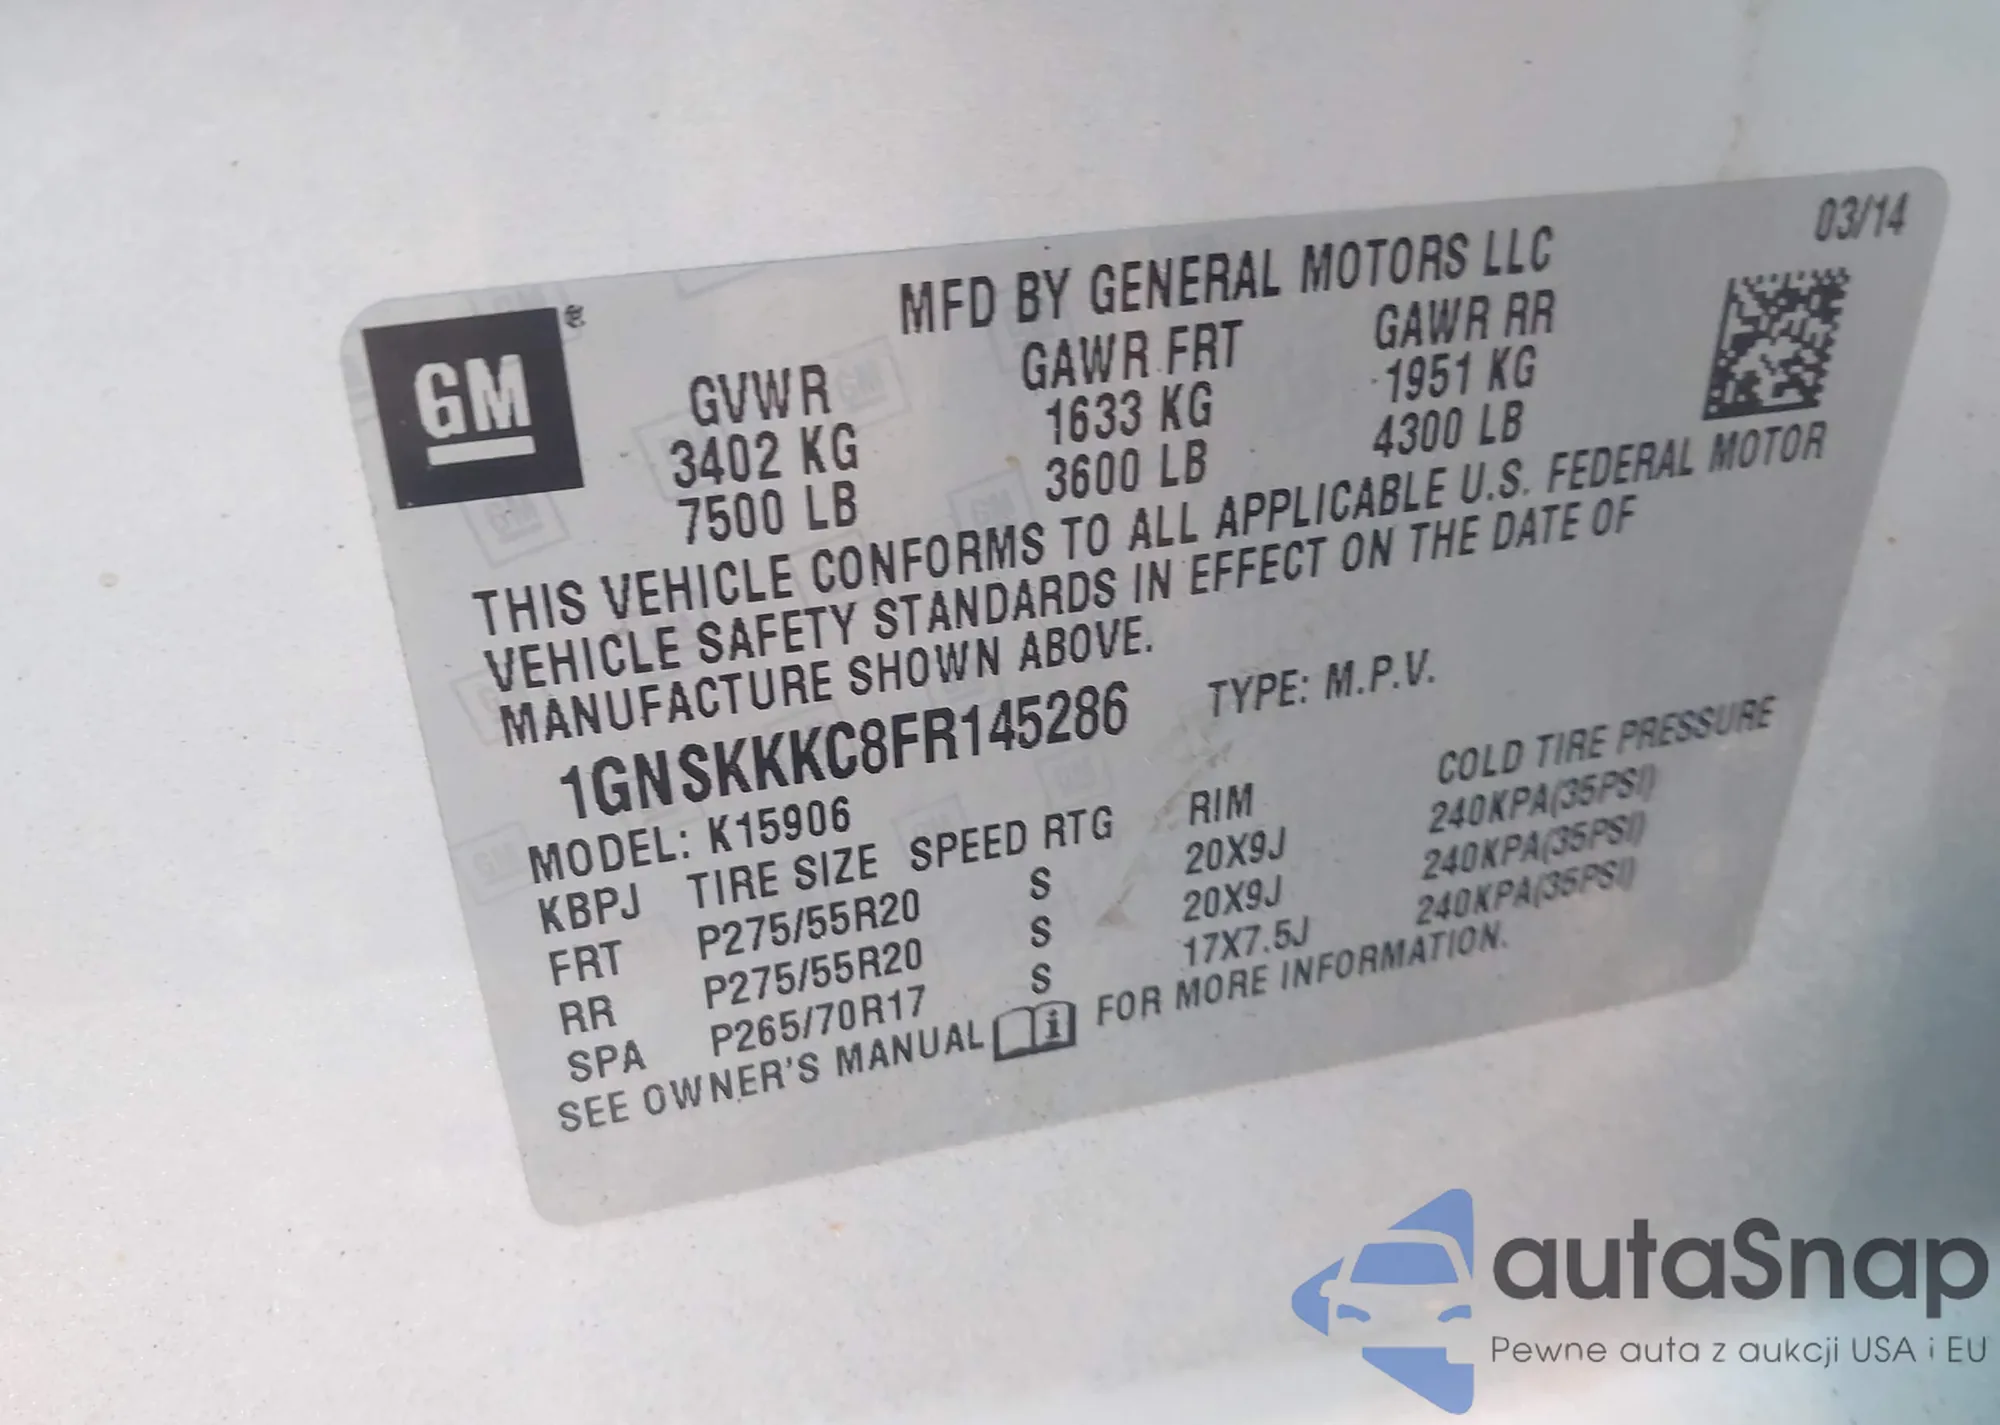 03/14
MFD BY GENERAL MOTORS LLC
GM
GVWR GAWR FRT GAWR RR
3402 KG 1633 KG 1951 KG
7500 LB 3600 LB 4300 LB
THIS VEHICLE CONFORMS TO ALL APPLICABLE U.S. FEDERAL MOTOR
VEHICLE SAFETY STANDARDS IN EFFECT ON THE DATE OF
MANUFACTURE SHOWN ABOVE.
1GNSKKKC8FR145286 TYPE: M.P.V.
MODEL: K15906
KBPJ TIRE SIZE SPEED RTG RIM COLD TIRE PRESSURE
FRT P275/55R20 S 20X9J 240KPA(35PSI)
RR P275/55R20 S 20X9J 240KPA(35PSI)
SPA P265/70R17 S 17X7.5J 240KPA(35PSI)
SEE OWNER'S MANUAL FOR MORE INFORMATION.
autaSnap
Pewne auta z aukcji USA i EU